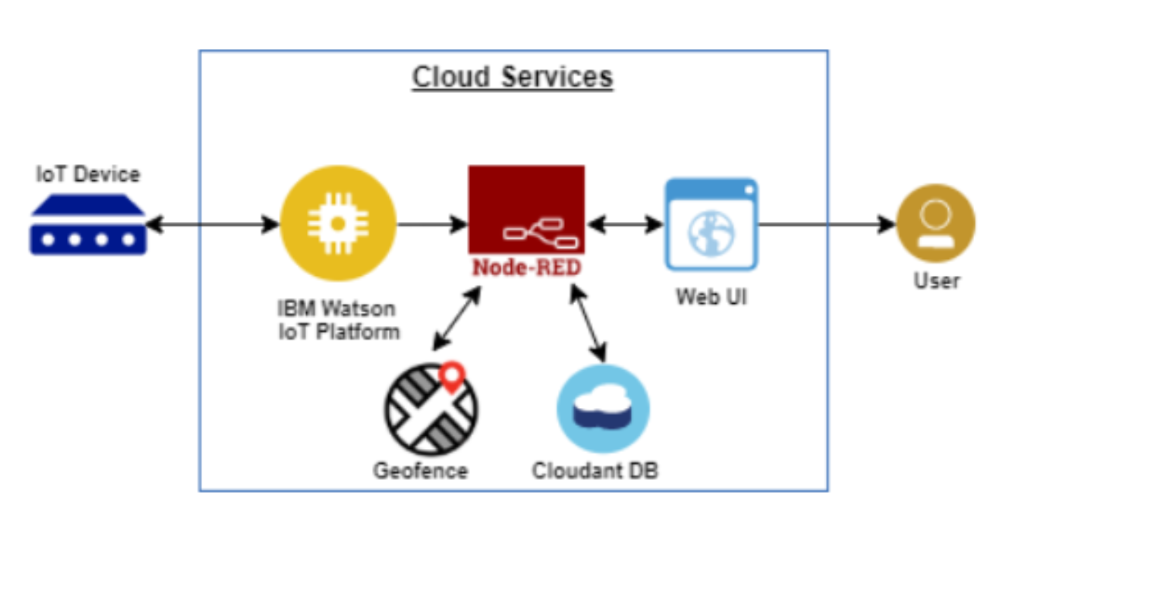 Cloud Services
IoT Device
Node-RED
IBM Watson
IoT Platform
Web UI
User
Geofence
Cloudant DB